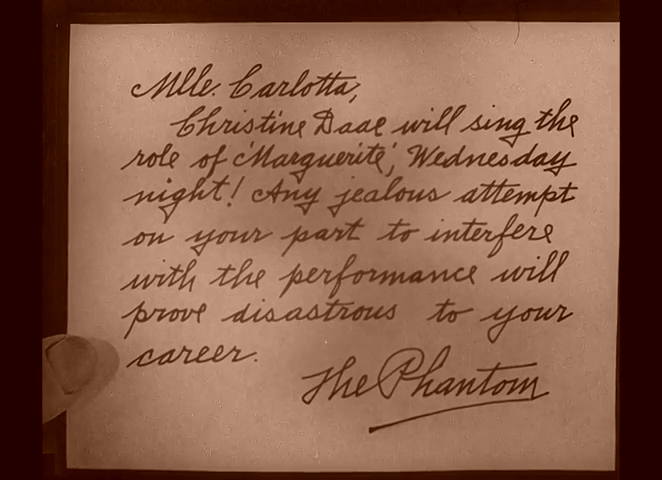 Mlle. Carlotta,
Christine Daae will sing the
role of 'Marguerite', Wednesday
night! Any jealous attempt
on your part to interfere
with the performance will
prove disastrous to your
career.
The Phantom